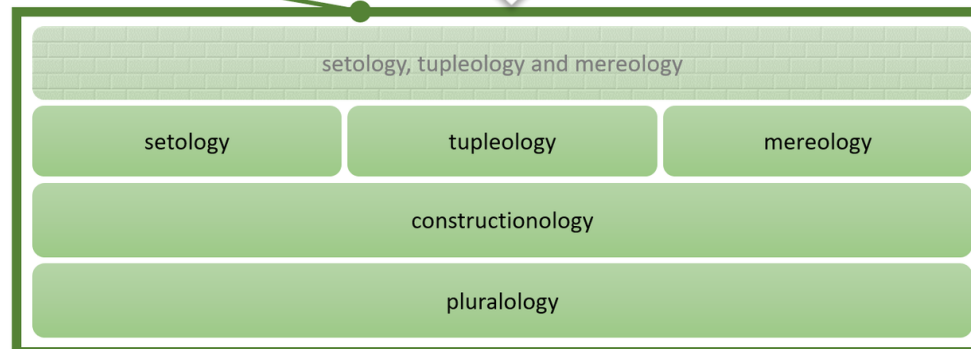 setology, tupleology and mereology
setology
tupleology
mereology
constructionology
pluralology